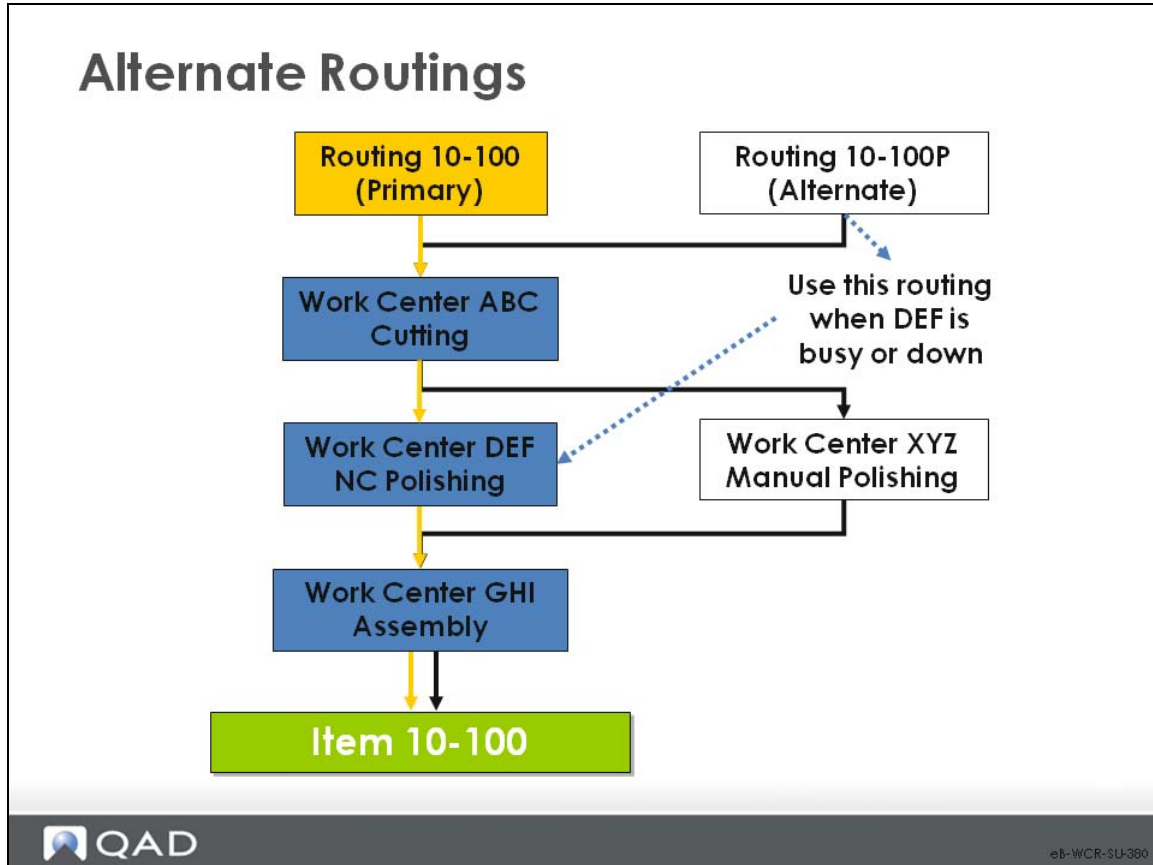 Alternate Routings
Routing 10-100
(Primary)
Routing 10-100P
(Alternate)
Work Center ABC
Cutting
Use this routing
when DEF is
busy or down
Work Center DEF
NC Polishing
Work Center XYZ
Manual Polishing
Work Center GHI
Assembly
Item 10-100
QAD
eB-WCR-SU-380